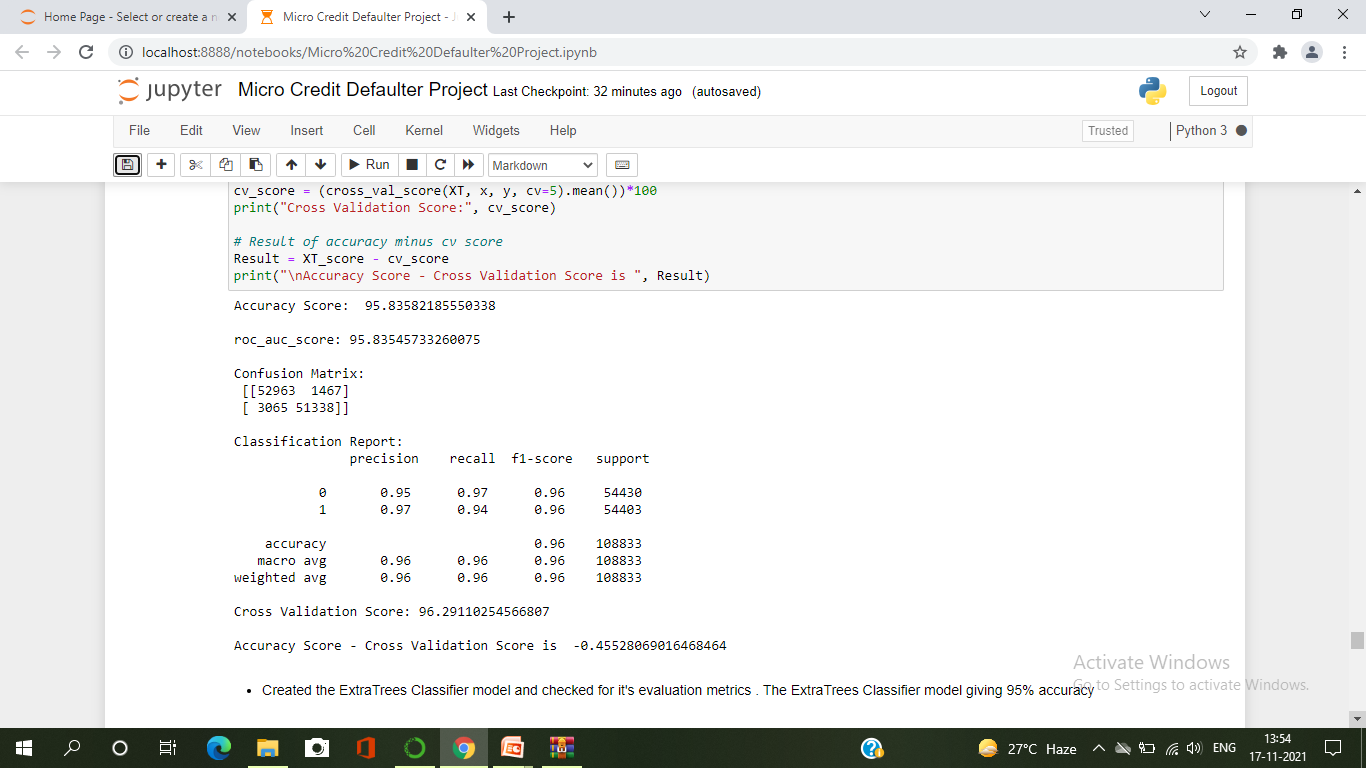 Home Page - Select or create a n
Micro Credit Defaulter Project - J
localhost:8888/notebooks/Micro%20Credit%20Defaulter%20Project.ipynb
jupyter Micro Credit Defaulter Project Last Checkpoint: 32 minutes ago (autosaved)
Logout
File Edit View Insert Cell Kernel Widgets Help
Trusted
Python 3
Run
Markdown
cv_score = (cross_val_score(XT, x, y, cv=5).mean())*100
print("Cross Validation Score:", cv_score)
# Result of accuracy minus cv score
Result = XT_score - cv_score
print("\nAccuracy Score - Cross Validation Score is ", Result)
Accuracy Score:  95.83582185550338
roc_auc_score: 95.83545733260075
Confusion Matrix:
[[52963  1467]
[ 3065 51338]]
Classification Report:
precision    recall  f1-score   support
0       0.95      0.97      0.96     54430
1       0.97      0.94      0.96     54403
accuracy                           0.96    108833
macro avg       0.96      0.96      0.96    108833
weighted avg       0.96      0.96      0.96    108833
Cross Validation Score: 96.29110254566807
Accuracy Score - Cross Validation Score is  -0.45528069016468464
• Created the ExtraTrees Classifier model and checked for it's evaluation metrics . The ExtraTrees Classifier model giving 95% accuracy
Activate Windows
Go to Settings to activate Windows.
27°C Haze
ENG
13:54
17-11-2021